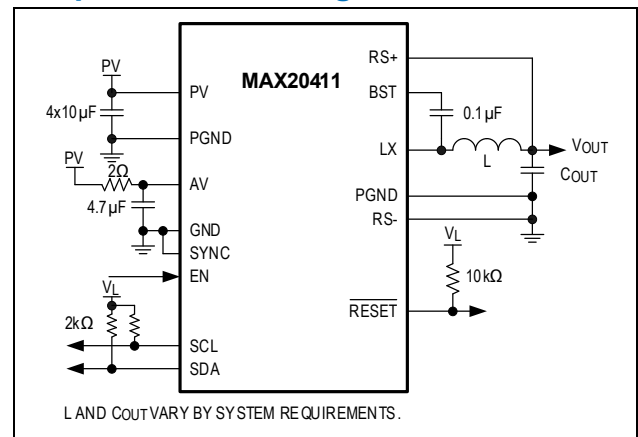 PV
4x10µF
PV
2Ω
4.7µF
VL
2kΩ
MAX20411
PV
PGND
AV
GND
SYNC
EN
SCL
SDA
RS+
BST
LX
PGND
RS-
RESET
0.1µF
L
VOUT
COUT
VL
10kΩ
L AND COUT VARY BY SYSTEM REQUIREMENTS.